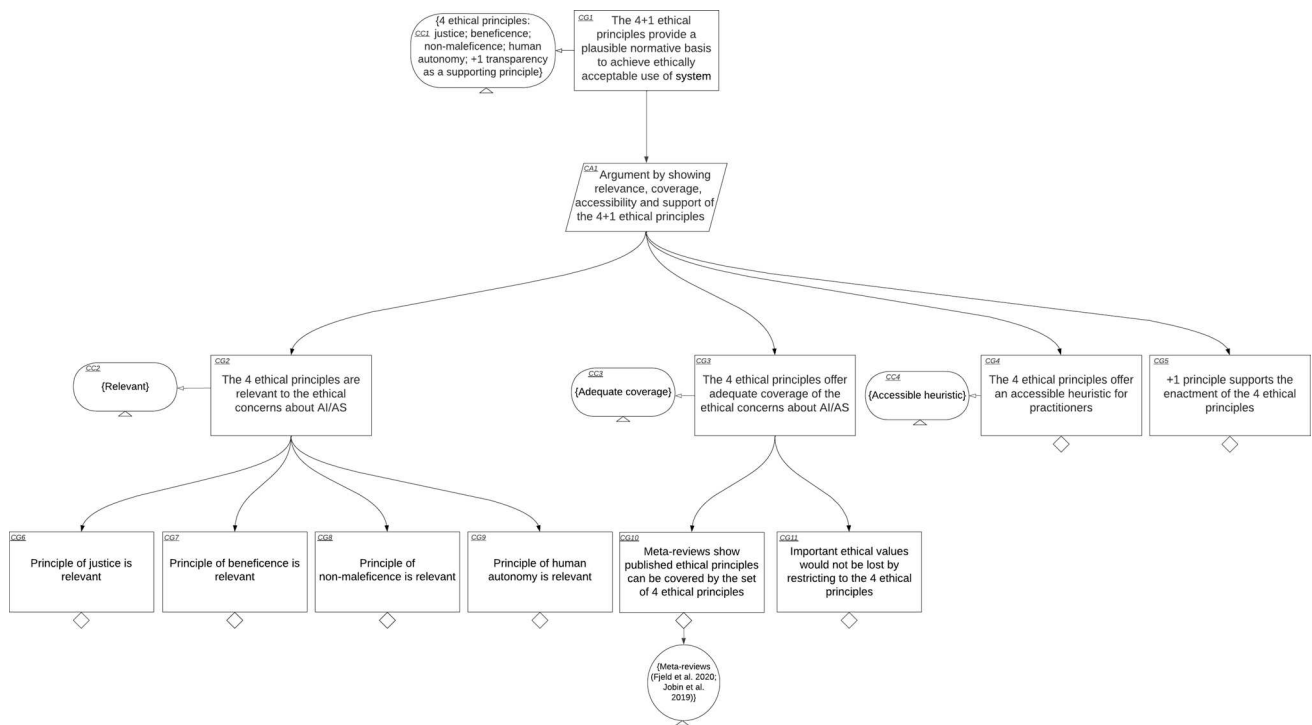 CC1
{4 ethical principles:
justice; beneficence;
non-maleficence; human
autonomy; +1 transparency
as a supporting principle}
CG1
The 4+1 ethical
principles provide a
plausible normative basis
to achieve ethically
acceptable use of system
CA1
Argument by showing
relevance, coverage,
accessibility and support of
the 4+1 ethical principles
CC2
{Relevant}
CG2
The 4 ethical principles are
relevant to the ethical
concerns about AI/AS
CC3
{Adequate coverage}
CG3
The 4 ethical principles offer
adequate coverage of the
ethical concerns about AI/AS
CC4
{Accessible heuristic}
CG4
The 4 ethical principles offer
an accessible heuristic for
practitioners
CG5
+1 principle supports the
enactment of the 4 ethical
principles
CG6
Principle of justice is
relevant
CG7
Principle of beneficence is
relevant
CG8
Principle of
non-maleficence is relevant
CG9
Principle of human
autonomy is relevant
CG10
Meta-reviews show
published ethical principles
can be covered by the set
of 4 ethical principles
CG11
Important ethical values
would not be lost by
restricting to the 4 ethical
principles
{Meta-reviews
(Fjeld et al. 2020;
Jobin et al.
2019)}